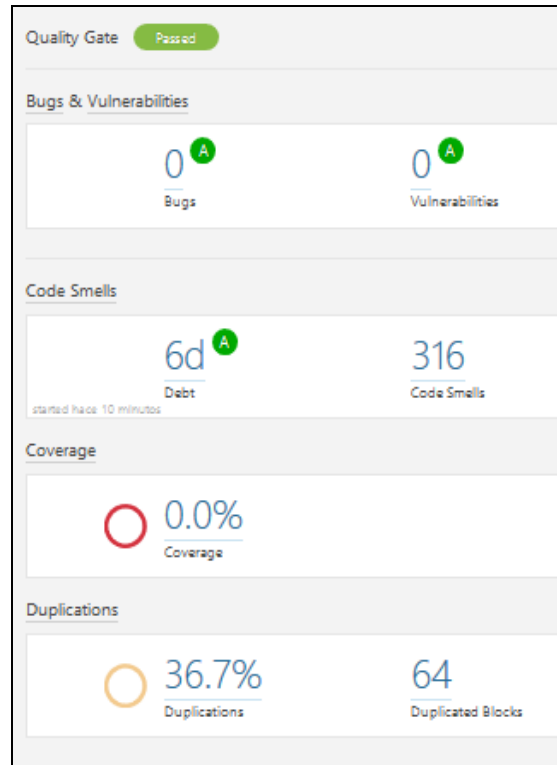 Quality Gate Passed
Bugs & Vulnerabilities
0 A 0 A
Bugs Vulnerabilities
Code Smells
6d A 316
Debt Code Smells
started hace 10 minutos
Coverage
0.0%
Coverage
Duplications
36.7% 64
Duplications Duplicated Blocks